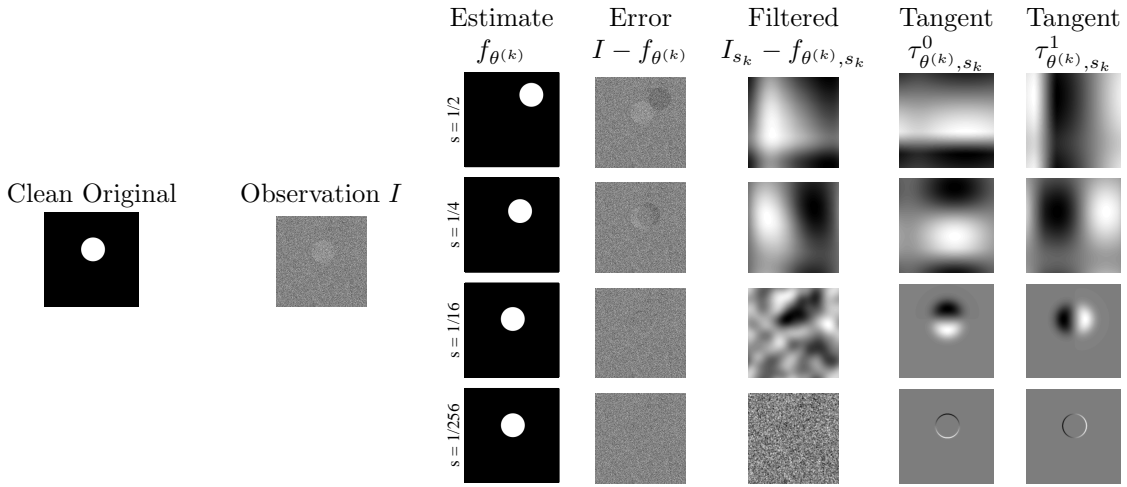 Estimate Error Filtered Tangent Tangent
f_{θ^{(k)}} I − f_{θ^{(k)}} I_{s_k} − f_{θ^{(k)},s_k} τ^0_{θ^{(k)},s_k} τ^1_{θ^{(k)},s_k}
s = 1/2
Clean Original Observation I
s = 1/4
s = 1/16
s = 1/256